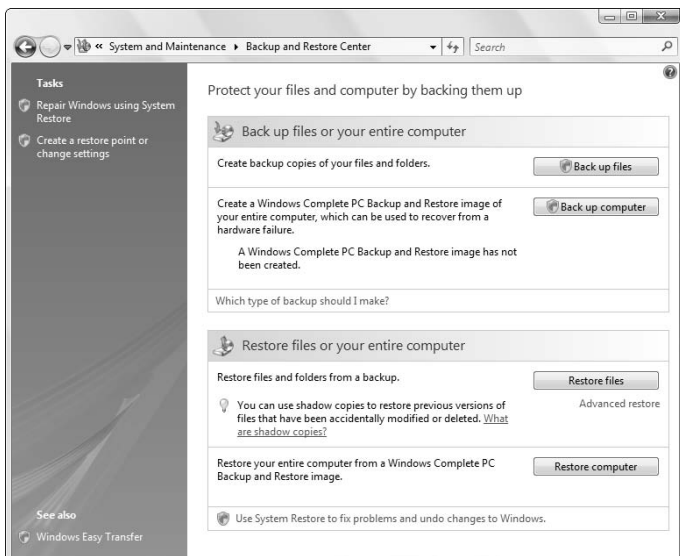 « System and Maintenance ▸ Backup and Restore Center
Search
Tasks
Repair Windows using System
Restore
Create a restore point or
change settings
See also
Windows Easy Transfer
Protect your files and computer by backing them up
Back up files or your entire computer
Create backup copies of your files and folders.
Back up files
Create a Windows Complete PC Backup and Restore image of
your entire computer, which can be used to recover from a
hardware failure.
Back up computer
A Windows Complete PC Backup and Restore image has not
been created.
Which type of backup should I make?
Restore files or your entire computer
Restore files and folders from a backup.
Restore files
You can use shadow copies to restore previous versions of
files that have been accidentally modified or deleted. What
are shadow copies?
Advanced restore
Restore your entire computer from a Windows Complete PC
Backup and Restore image.
Restore computer
Use System Restore to fix problems and undo changes to Windows.